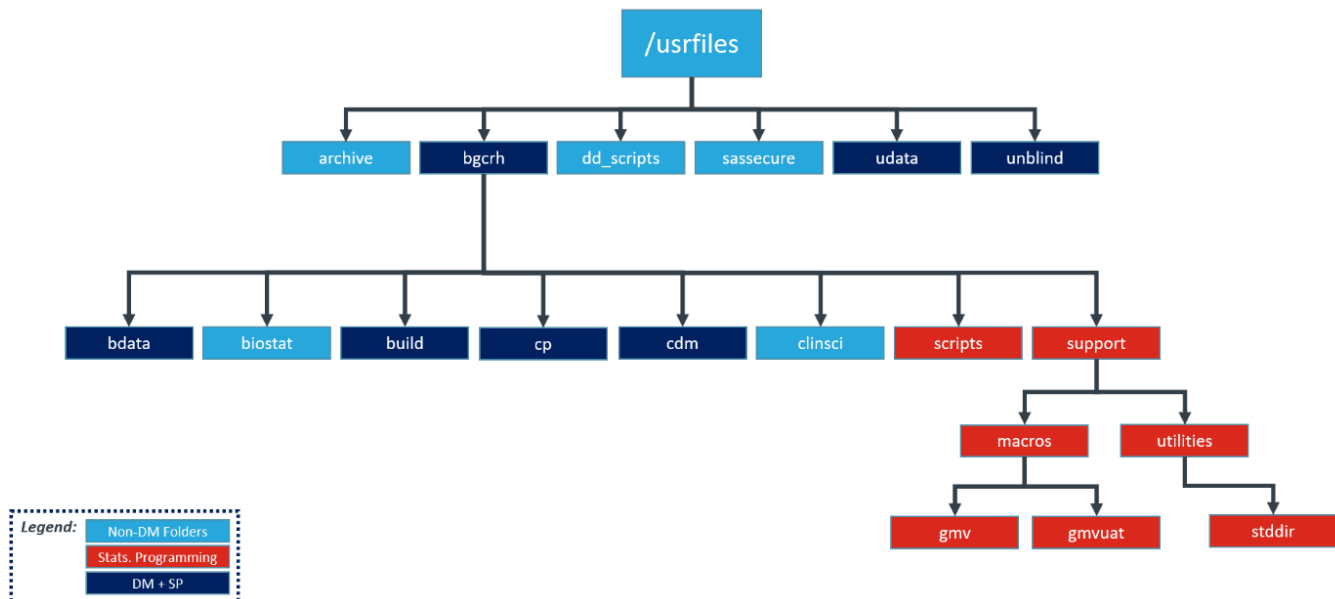 /usrfiles
archive
bgcrh
dd_scripts
sassecure
udata
unblind
bdata
biostat
build
cp
cdm
clinsci
scripts
support
macros
utilities
gmv
gmvuat
stddir
Legend:
Non-DM Folders
Stats. Programming
DM + SP